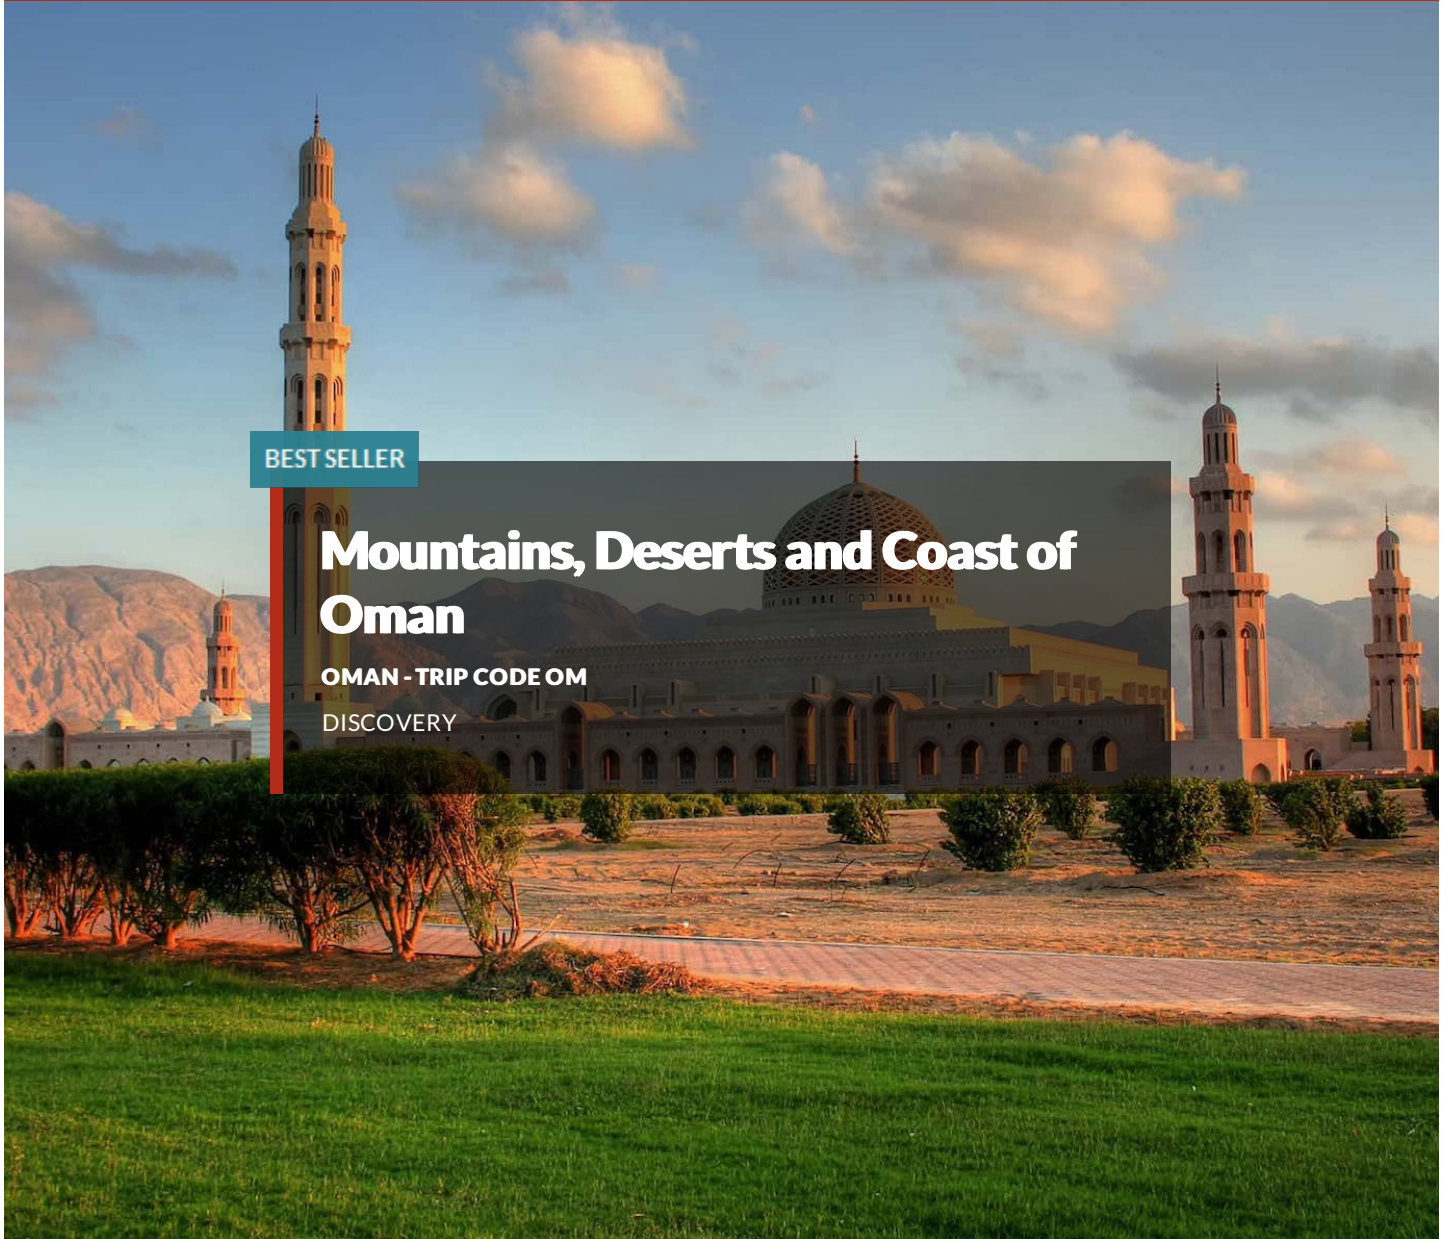 BEST SELLER
Mountains, Deserts and Coast of
Oman
OMAN - TRIP CODE OM
DISCOVERY